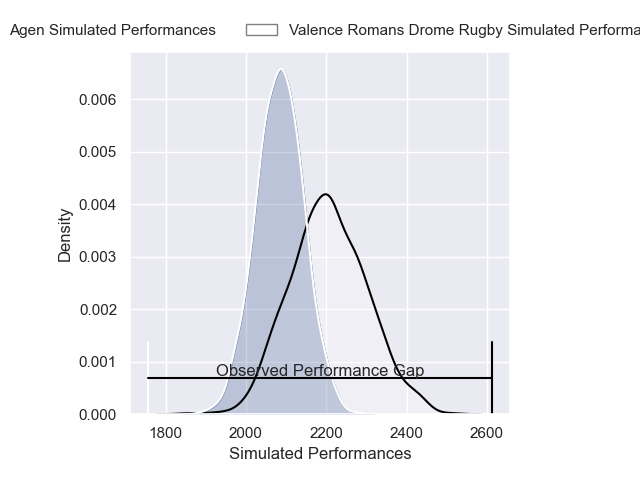 Agen Simulated Performances
Valence Romans Drome Rugby Simulated Performa
0.006
0.005
0.004
0.003
0.002
0.001
0.000
Density
Observed Performance Gap
1800 2000 2200 2400 2600
Simulated Performances